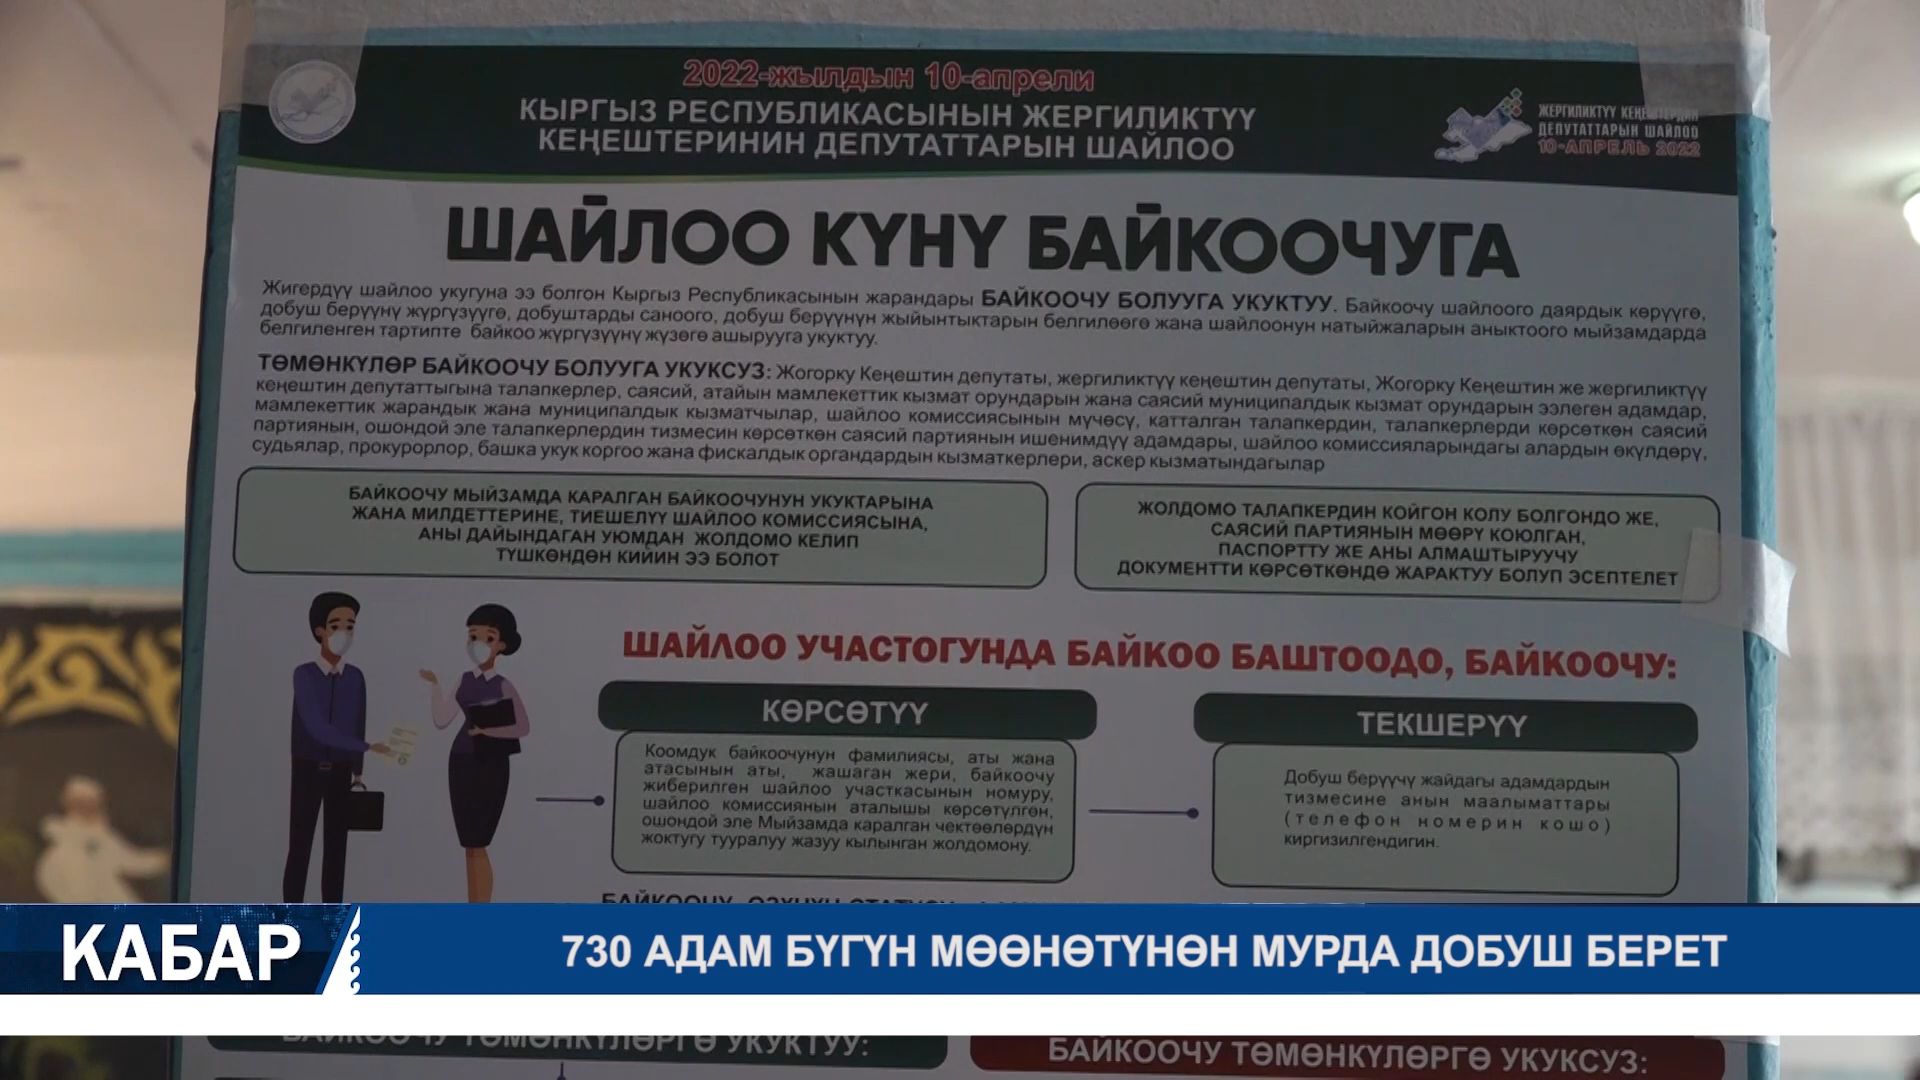 2022-жылдын 10-апрели
КЫРГЫЗ РЕСПУБЛИКАСЫНЫН ЖЕРГИЛИКТҮҮ
КЕҢЕШТЕРИНИН ДЕПУТАТТАРЫН ШАЙЛОО
ЖЕРГИЛИКТҮҮ КЕҢЕШТЕРДИН
ДЕПУТАТТАРЫН ШАЙЛОО
10-АПРЕЛЬ 2022
ШАЙЛОО КҮНҮ БАЙКООЧУГА
Жигердүү шайлоо укугуна ээ болгон Кыргыз Республикасынын жарандары БАЙКООЧУ БОЛУУГА УКУКТУУ. Байкоочу шайлоого даярдык көрүүгө,
добуш берүүнү жүргүзүүгө, добуштарды саноого, добуш берүүнүн жыйынтыктарын белгилөөгө жана шайлоонун натыйжаларын аныктоого мыйзамдарда
белгиленген тартипте байкоо жүргүзүүнү жүзөгө ашырууга укуктуу.
ТӨМӨНКҮЛӨР БАЙКООЧУ БОЛУУГА УКУКСУЗ: Жогорку Кеңештин депутаты, жергиликтүү кеңештин депутаты, Жогорку Кеңештин же жергиликтүү
кеңештин депутаттыгына талапкерлер, саясий, атайын мамлекеттик кызмат орундарын жана саясий муниципалдык кызмат орундарын ээлеген адамдар,
мамлекеттик жарандык жана муниципалдык кызматчылар, шайлоо комиссиясынын мүчөсү, катталган талапкердин, талапкерлерди көрсөткөн саясий
партиянын, ошондой эле талапкерлердин тизмесин көрсөткөн саясий партиянын ишенимдүү адамдары, шайлоо комиссияларындагы алардын өкүлдөрү,
судьялар, прокурорлор, башка укук коргоо жана фискалдык органдардын кызматкерлери, аскер кызматындагылар
БАЙКООЧУ МЫЙЗАМДА КАРАЛГАН БАЙКООЧУНУН УКУКТАРЫНА
ЖАНА МИЛДЕТТЕРИНЕ, ТИЕШЕЛҮҮ ШАЙЛОО КОМИССИЯСЫНА,
АНЫ ДАЙЫНДАГАН УЮМДАН ЖОЛДОМО КЕЛИП
ТҮШКӨНДӨН КИЙИН ЭЭ БОЛОТ
ЖОЛДОМО ТАЛАПКЕРДИН КОЙГОН КОЛУ БОЛГОНДО ЖЕ,
САЯСИЙ ПАРТИЯНЫН МӨӨРҮ КОЮЛГАН,
ПАСПОРТТУ ЖЕ АНЫ АЛМАШТЫРУУЧУ
ДОКУМЕНТТИ КӨРСӨТКӨНДӨ ЖАРАКТУУ БОЛУП ЭСЕПТЕЛЕТ
ШАЙЛОО УЧАСТОГУНДА БАЙКОО БАШТООДО, БАЙКООЧУ:
КӨРСӨТҮҮ
Коомдук байкоочунун фамилиясы, аты жана
атасынын аты, жашаган жери, байкоочу
жиберилген шайлоо участкасынын номуру,
шайлоо комиссиянын аталышы көрсөтүлгөн,
ошондой эле Мыйзамда каралган чектөөлөрдүн
жоктугу тууралуу жазуу кылынган жолдомону.
ТЕКШЕРҮҮ
Добуш берүүчү жайдагы адамдардын
тизмесине анын маалыматтары
(телефон номерин кошо)
киргизилгендигин.
КАБАР
730 АДАМ БҮГҮН МӨӨНӨТҮНӨН МУРДА ДОБУШ БЕРЕТ
БАЙКООЧУ ТӨМӨНКҮЛӨРГӨ УКУКТУУ:
БАЙКООЧУ ТӨМӨНКҮЛӨРГӨ УКУКСУЗ: